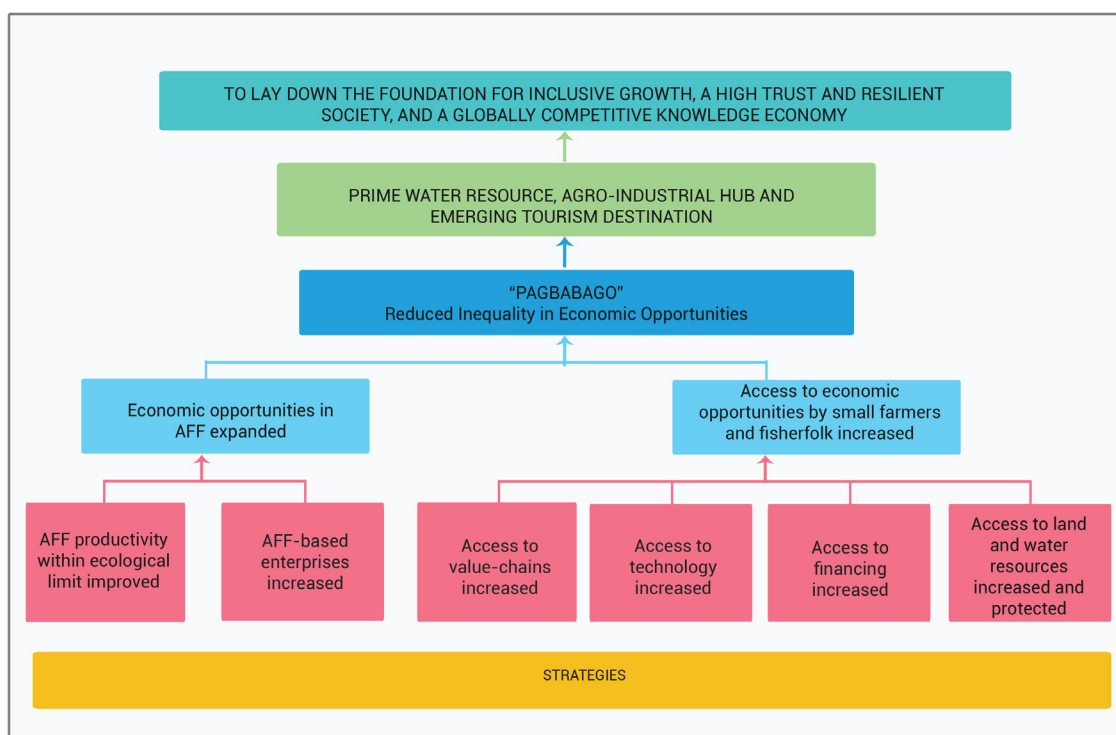 TO LAY DOWN THE FOUNDATION FOR INCLUSIVE GROWTH, A HIGH TRUST AND RESILIENT
SOCIETY, AND A GLOBALLY COMPETITIVE KNOWLEDGE ECONOMY
PRIME WATER RESOURCE, AGRO-INDUSTRIAL HUB AND
EMERGING TOURISM DESTINATION
“PAGBABAGO”
Reduced Inequality in Economic Opportunities
Economic opportunities in
AFF expanded
Access to economic
opportunities by small farmers
and fisherfolk increased
AFF productivity
within ecological
limit improved
AFF-based
enterprises
increased
Access to
value-chains
increased
Access to
technology
increased
Access to
financing
increased
Access to land
and water
resources
increased and
protected
STRATEGIES